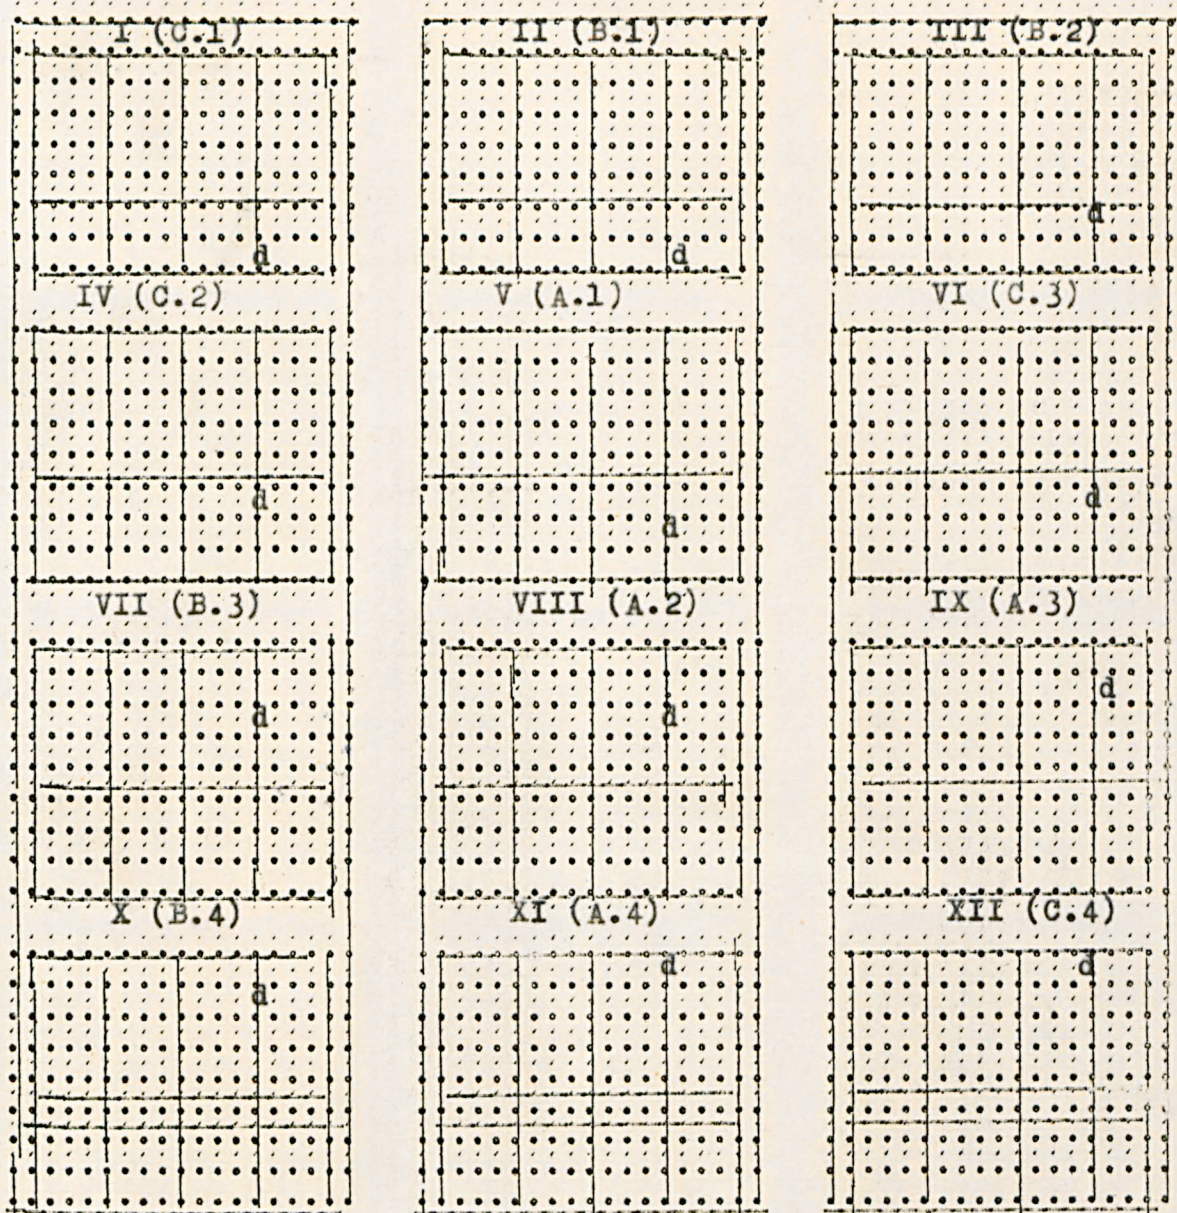 I (C.1) II (B.1) III (B.2)
d d d
IV (C.2) V (A.1) VI (C.3)
d d d
VII (B.3) VIII (A.2) IX (A.3)
d d d
X (B.4) XI (A.4) XII (C.4)
d d d